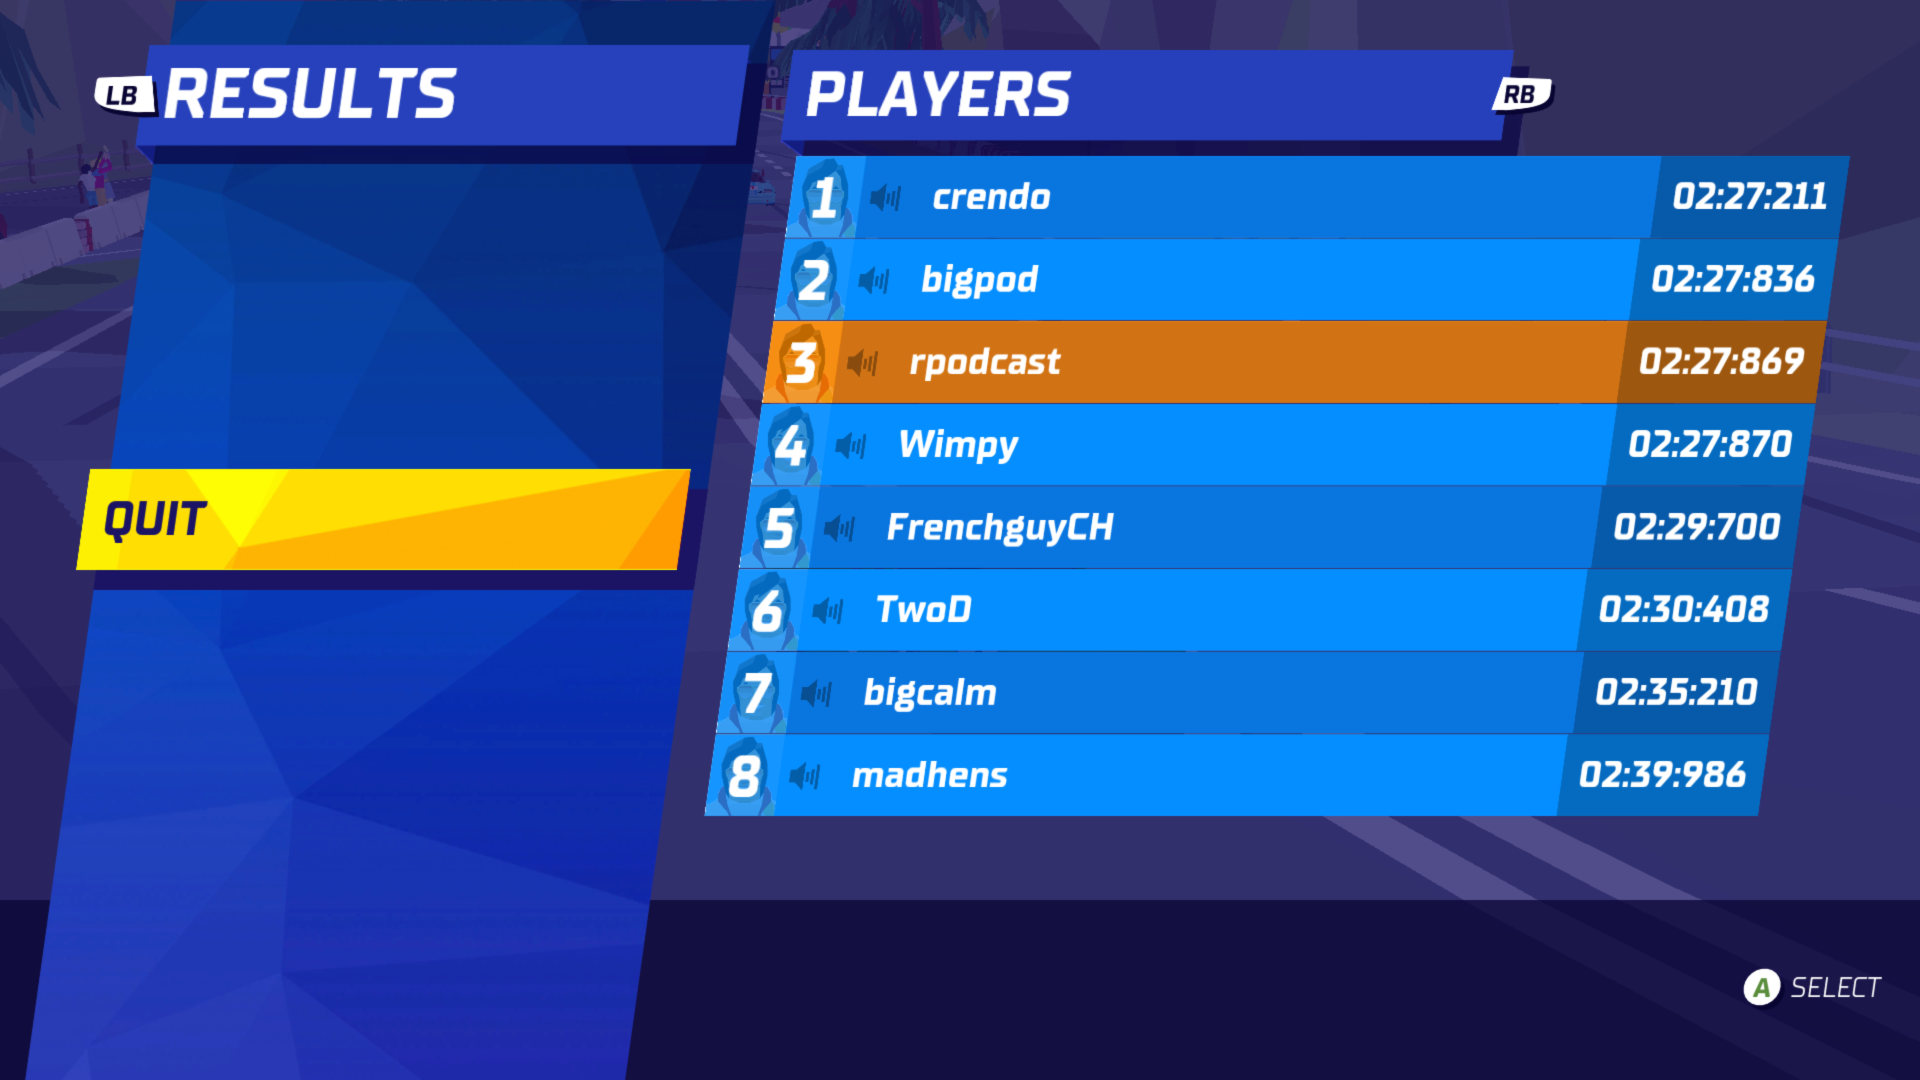 LB RESULTS
PLAYERS RB
1 crendo 02:27:211
2 bigpod 02:27:836
3 rpodcast 02:27:869
4 Wimpy 02:27:870
5 FrenchguyCH 02:29:700
6 TwoD 02:30:408
7 bigcalm 02:35:210
8 madhens 02:39:986
QUIT
A SELECT